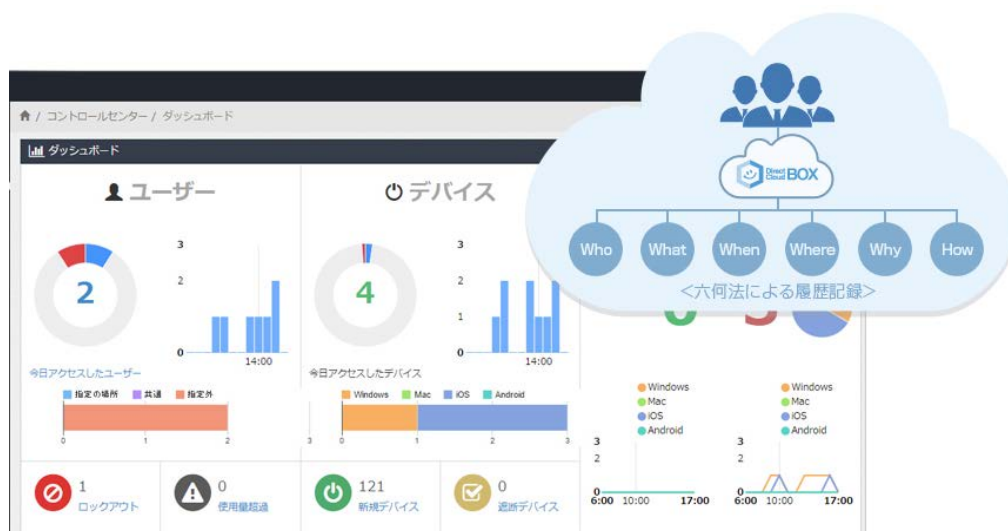 / コントロールセンター / ダッシュボード
ダッシュボード
ユーザー
デバイス
2
3
2
0
14:00
4
3
2
1
0
14:00
今日アクセスしたユーザー
指定の場所 共通 指定外
0 1 2 3
今日アクセスしたデバイス
Windows Mac iOS Android
0 1 2 3
1
ロックアウト
0
使用量超過
121
新規デバイス
0
遮断デバイス
Windows
Mac
iOS
Android
3
2
0
6:00 10:00 17:00
Windows
Mac
iOS
Android
3
2
0
6:00 10:00 17:00
Direct Cloud BOX
Who What When Where Why How
<六何法による履歴記録>